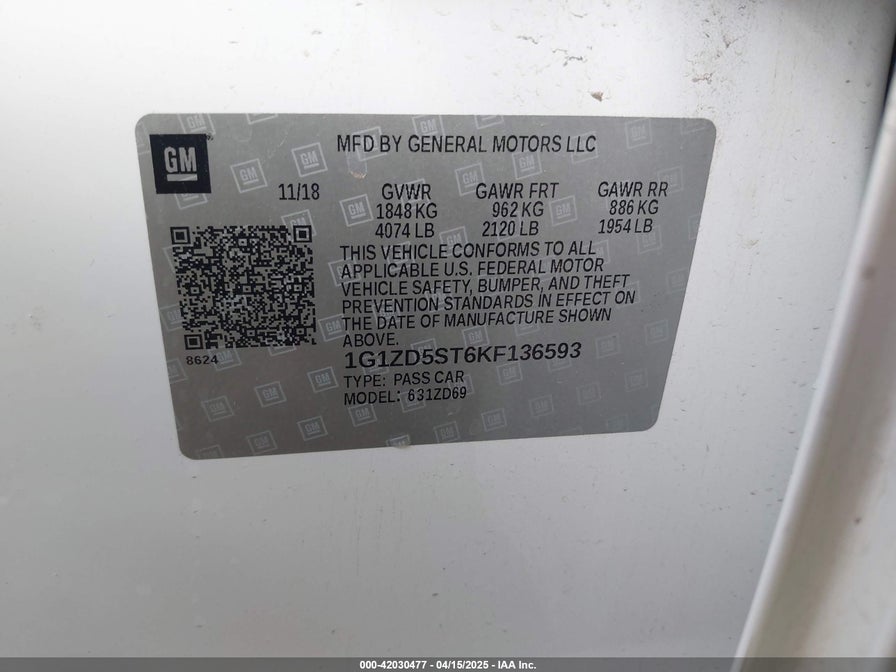 GM
MFD BY GENERAL MOTORS LLC
11/18 GVWR GAWR FRT GAWR RR
1848 KG 962 KG 886 KG
4074 LB 2120 LB 1954 LB
THIS VEHICLE CONFORMS TO ALL
APPLICABLE U.S. FEDERAL MOTOR
VEHICLE SAFETY, BUMPER, AND THEFT
PREVENTION STANDARDS IN EFFECT ON
THE DATE OF MANUFACTURE SHOWN
ABOVE.
8624
1G1ZD5ST6KF136593
TYPE: PASS CAR
MODEL: 631ZD69
000-42030477 - 04/15/2025 - IAA Inc.